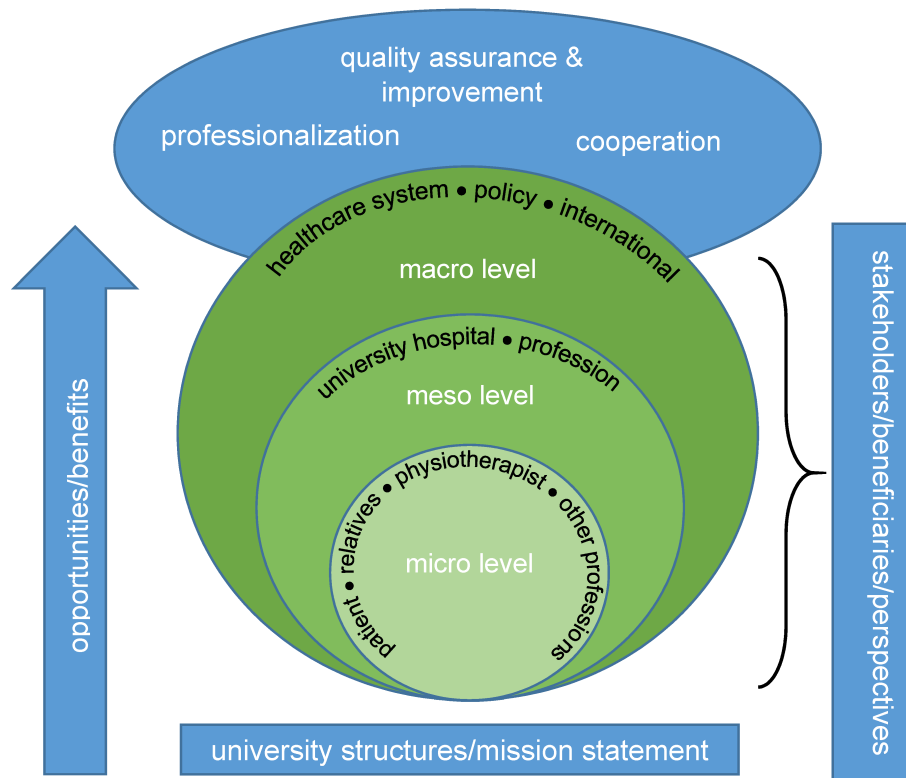 quality assurance &
improvement
professionalization
cooperation
healthcare system • policy • international
macro level
university hospital • profession
meso level
patient • relatives • physiotherapist • other professions
micro level
opportunities/benefits
stakeholders/beneficiaries/perspectives
university structures/mission statement